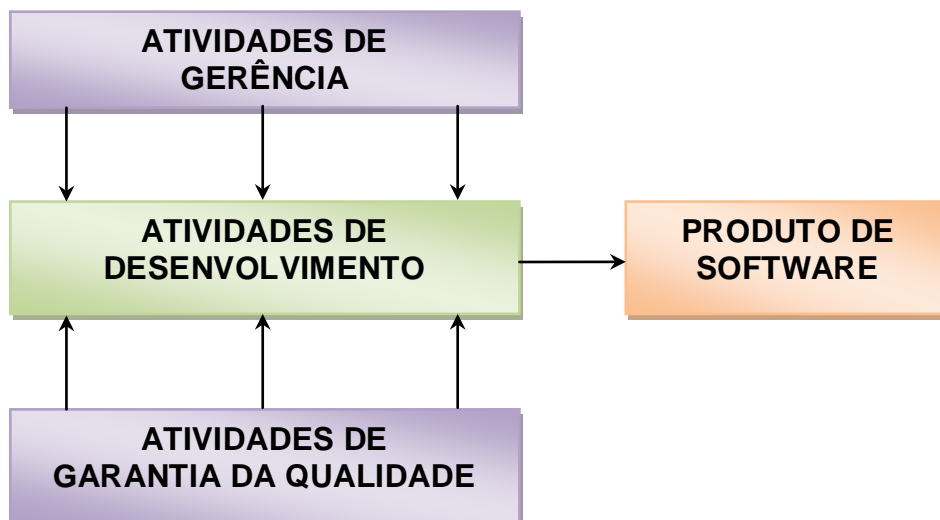 ATIVIDADES DE
GERÊNCIA
ATIVIDADES DE
DESENVOLVIMENTO
PRODUTO DE
SOFTWARE
ATIVIDADES DE
GARANTIA DA QUALIDADE